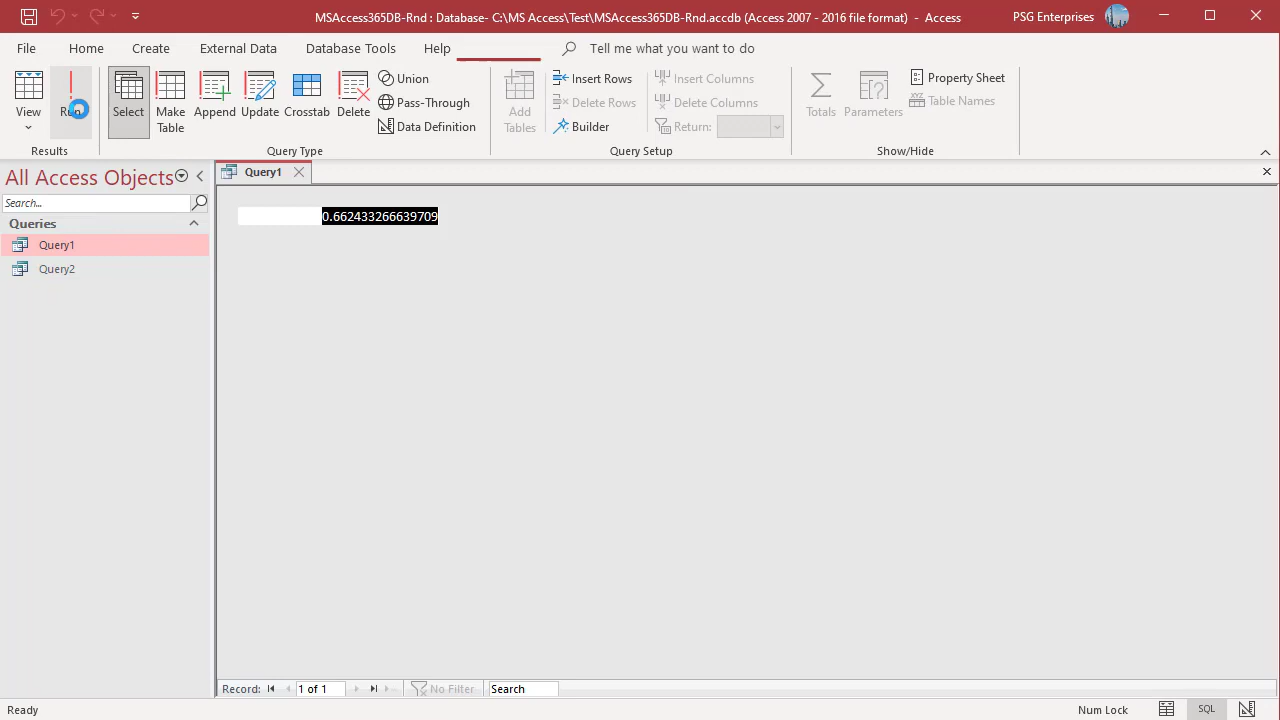 MSAccess365DB-Rnd : Database- C:\MS Access\Test\MSAccess365DB-Rnd.accdb (Access 2007 - 2016 file format) - Access
PSG Enterprises
File Home Create External Data Database Tools Help Tell me what you want to do
View
Run
Select
Make Table
Append
Update
Crosstab
Delete
Union
Pass-Through
Data Definition
Add Tables
Insert Rows
Delete Rows
Builder
Insert Columns
Delete Columns
Return:
Totals
Parameters
Property Sheet
XYZ Table Names
Results
Query Type
Query Setup
Show/Hide
All Access Objects
Search...
Queries
Query1
Query2
Query1
0.662433266639709
Record: 1 of 1 No Filter Search
Ready
Num Lock
SQL